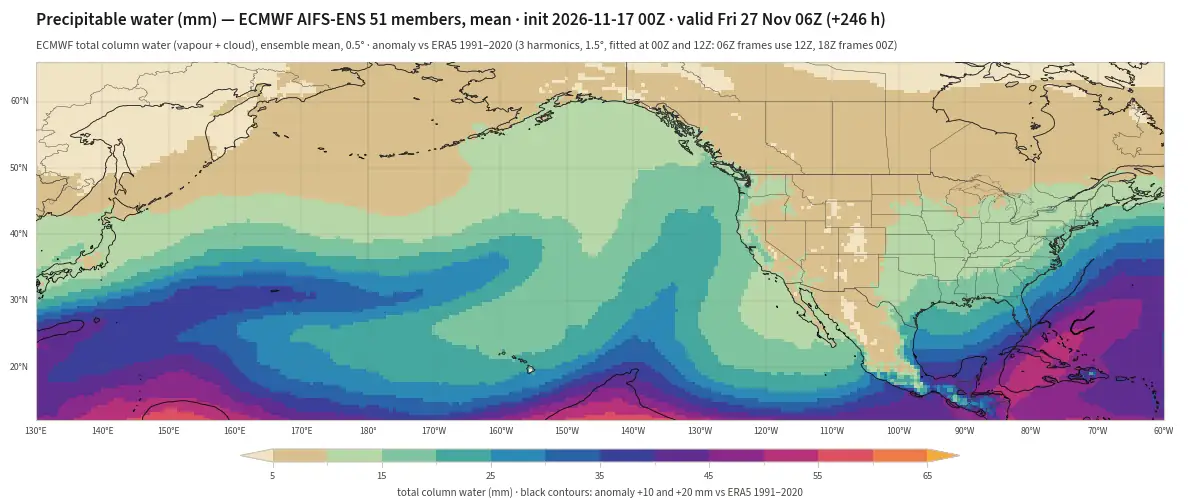 Precipitable water (mm) — ECMWF AIFS-ENS 51 members, mean · init 2026-11-17 00Z · valid Fri 27 Nov 06Z (+246 h)
ECMWF total column water (vapour + cloud), ensemble mean, 0.5° · anomaly vs ERA5 1991–2020 (3 harmonics, 1.5°, fitted at 00Z and 12Z: 06Z frames use 12Z, 18Z frames 00Z)
60°N
50°N
40°N
30°N
20°N
130°E 140°E 150°E 160°E 170°E 180° 170°W 160°W 150°W 140°W 130°W 120°W 110°W 100°W 90°W 80°W 70°W 60°W
5 15 25 35 45 55 65
total column water (mm) · black contours: anomaly +10 and +20 mm vs ERA5 1991–2020